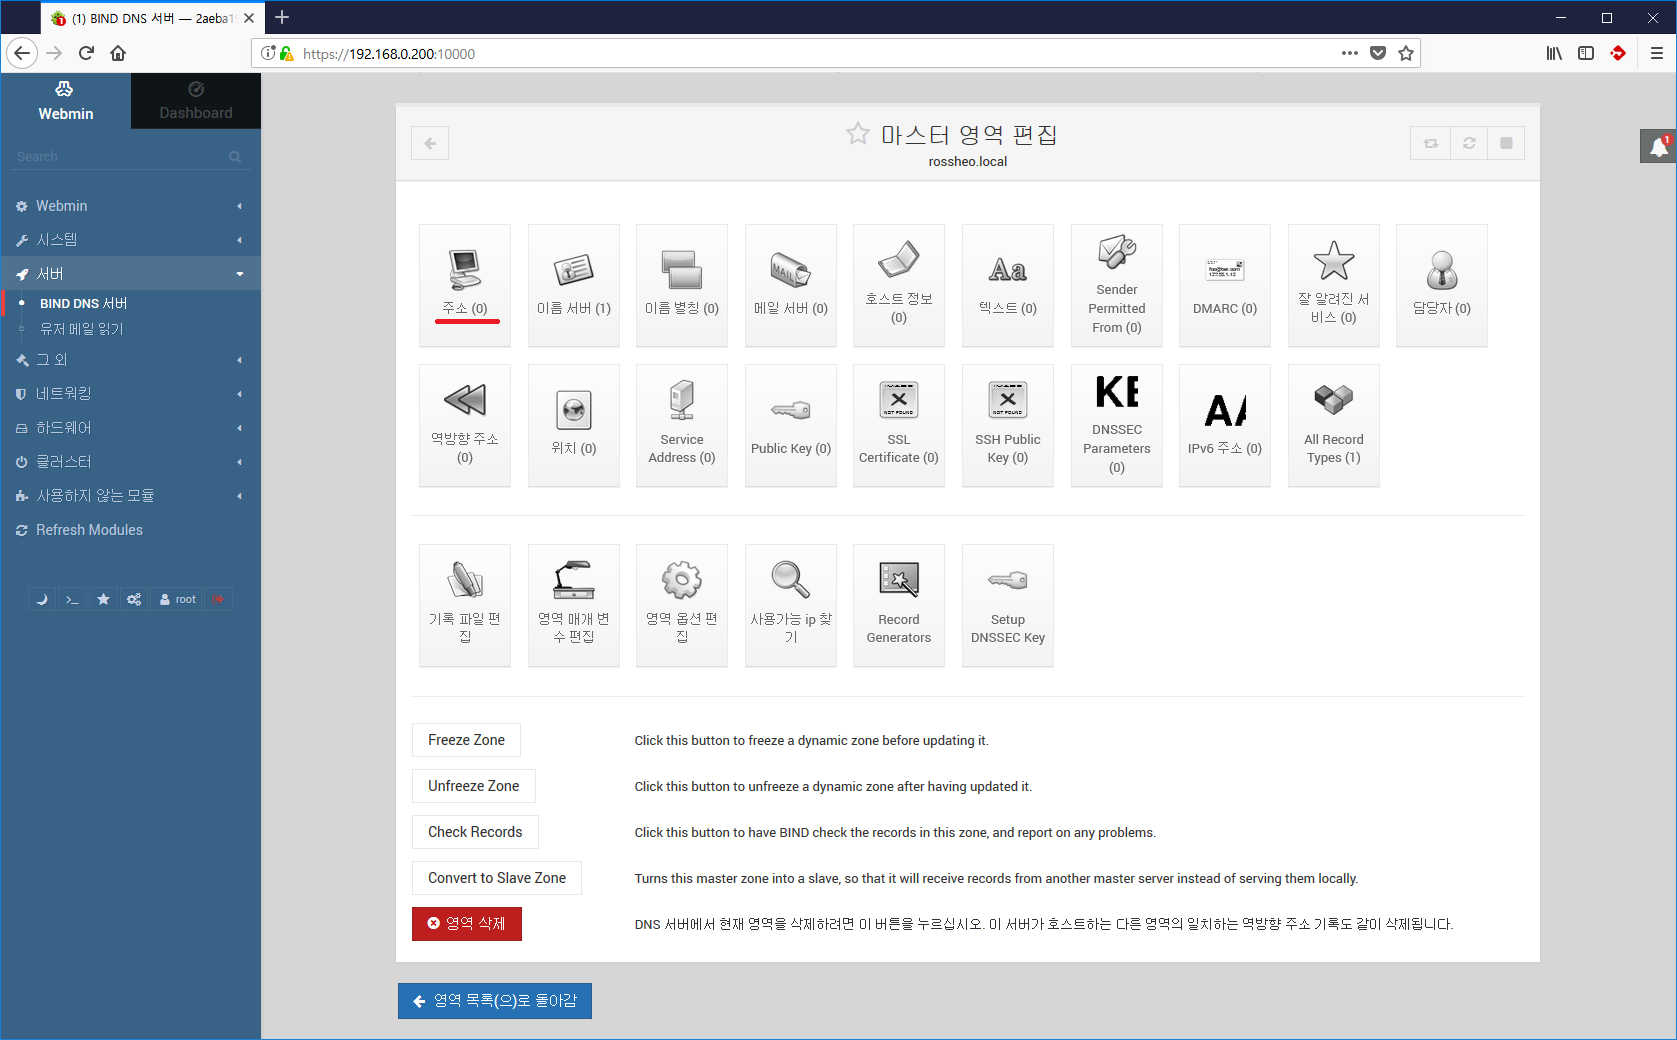 (1) BIND DNS 서버 — 2aeba1
https://192.168.0.200:10000
Webmin
Dashboard
Search
Webmin
시스템
서버
BIND DNS 서버
유저 메일 읽기
그 외
네트워킹
하드웨어
클러스터
사용하지 않는 모듈
Refresh Modules
root
마스터 영역 편집
rossheo.local
1
주소 (0)
이름 서버 (1)
이름 별칭 (0)
MAIL
메일 서버 (0)
호스트 정보
(0)
Aa
텍스트 (0)
Sender
Permitted
From (0)
DMARC (0)
잘 알려진 서
비스 (0)
담당자 (0)
역방향 주소
(0)
위치 (0)
Service
Address (0)
Public Key (0)
NOT FOUND
SSL
Certificate (0)
NOT FOUND
SSH Public
Key (0)
KE
DNSSEC
Parameters
(0)
AA
IPv6 주소 (0)
All Record
Types (1)
기록 파일 편
집
영역 매개 변
수 편집
영역 옵션 편
집
사용가능 ip 찾
기
Record
Generators
Setup
DNSSEC Key
Freeze Zone
Click this button to freeze a dynamic zone before updating it.
Unfreeze Zone
Click this button to unfreeze a dynamic zone after having updated it.
Check Records
Click this button to have BIND check the records in this zone, and report on any problems.
Convert to Slave Zone
Turns this master zone into a slave, so that it will receive records from another master server instead of serving them locally.
영역 삭제
DNS 서버에서 현재 영역을 삭제하려면 이 버튼을 누르십시오. 이 서버가 호스트하는 다른 영역의 일치하는 역방향 주소 기록도 같이 삭제됩니다.
영역 목록(으)로 돌아감